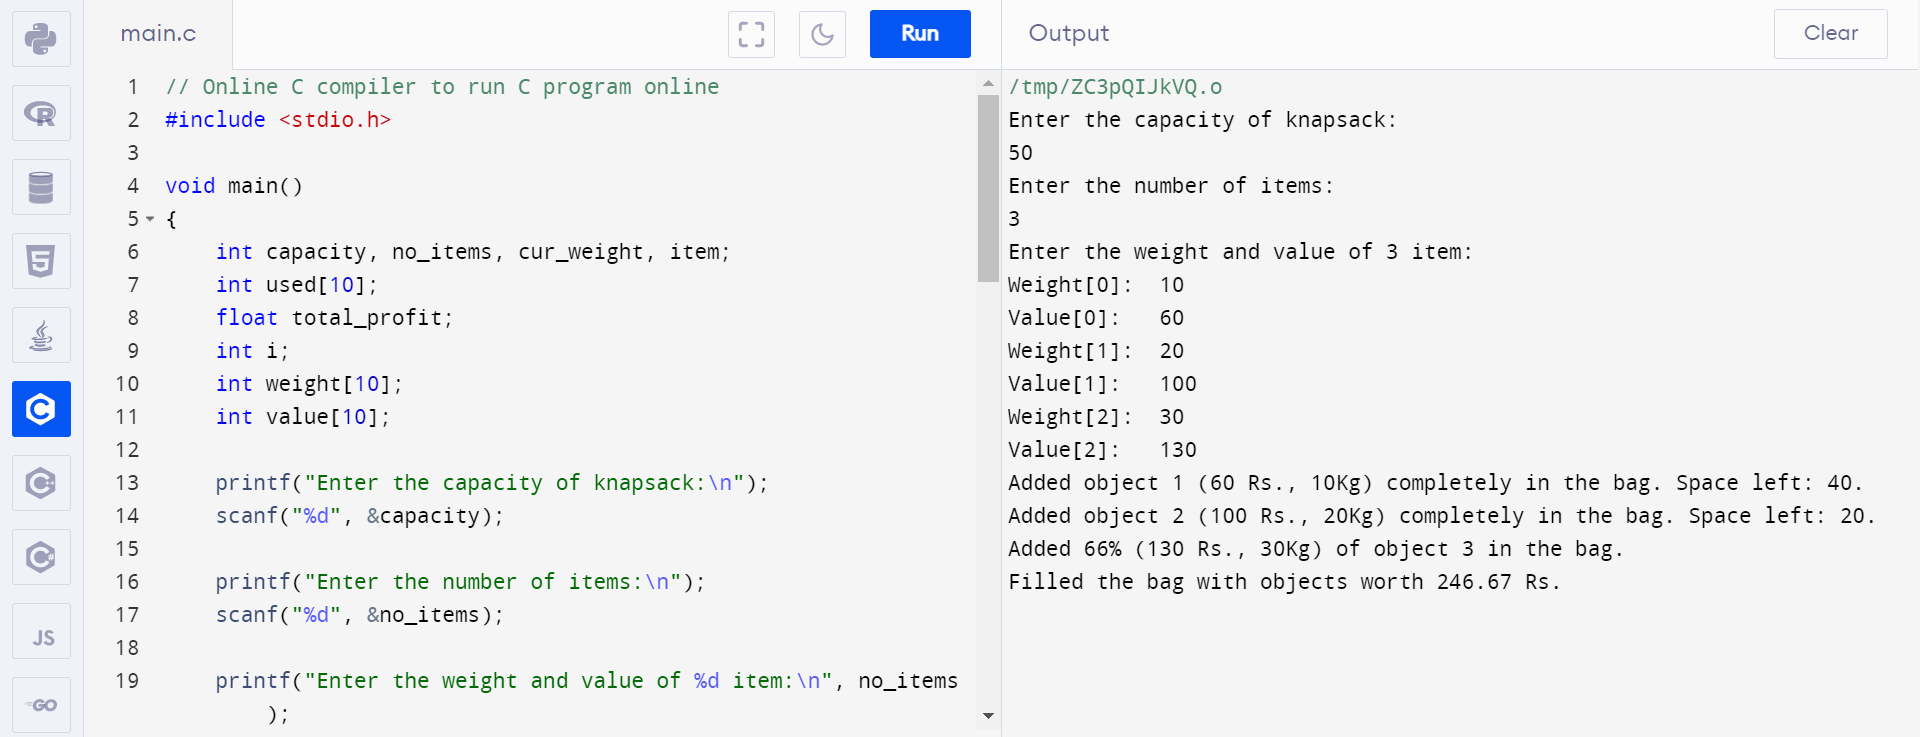 main.c
Run
Output
Clear
1 // Online C compiler to run C program online
2 #include <stdio.h>
3
4 void main()
5 {
6 int capacity, no_items, cur_weight, item;
7 int used[10];
8 float total_profit;
9 int i;
10 int weight[10];
11 int value[10];
12
13 printf("Enter the capacity of knapsack:\n");
14 scanf("%d", &capacity);
15
16 printf("Enter the number of items:\n");
17 scanf("%d", &no_items);
18
19 printf("Enter the weight and value of %d item:\n", no_items
);
/tmp/ZC3pQIJkVQ.o
Enter the capacity of knapsack:
50
Enter the number of items:
3
Enter the weight and value of 3 item:
Weight[0]: 10
Value[0]: 60
Weight[1]: 20
Value[1]: 100
Weight[2]: 30
Value[2]: 130
Added object 1 (60 Rs., 10Kg) completely in the bag. Space left: 40.
Added object 2 (100 Rs., 20Kg) completely in the bag. Space left: 20.
Added 66% (130 Rs., 30Kg) of object 3 in the bag.
Filled the bag with objects worth 246.67 Rs.
R
5
C
C
C#
JS
GO